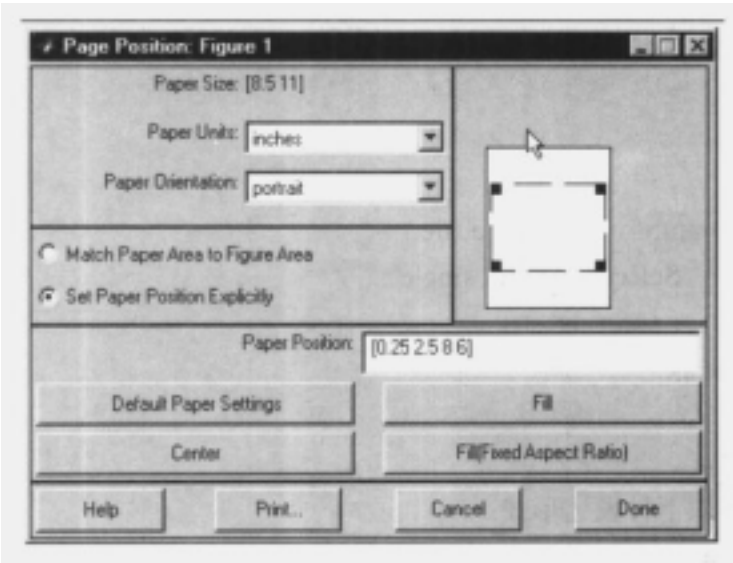 Page Position: Figure 1
Paper Size: [8.5 11]
Paper Units: inches
Paper Orientation: portrait
Match Paper Area to Figure Area
Set Paper Position Explicitly
Paper Position: [0.25 2.5 8 6]
Default Paper Settings Fill
Center Fill(Fixed Aspect Ratio)
Help Print... Cancel Done